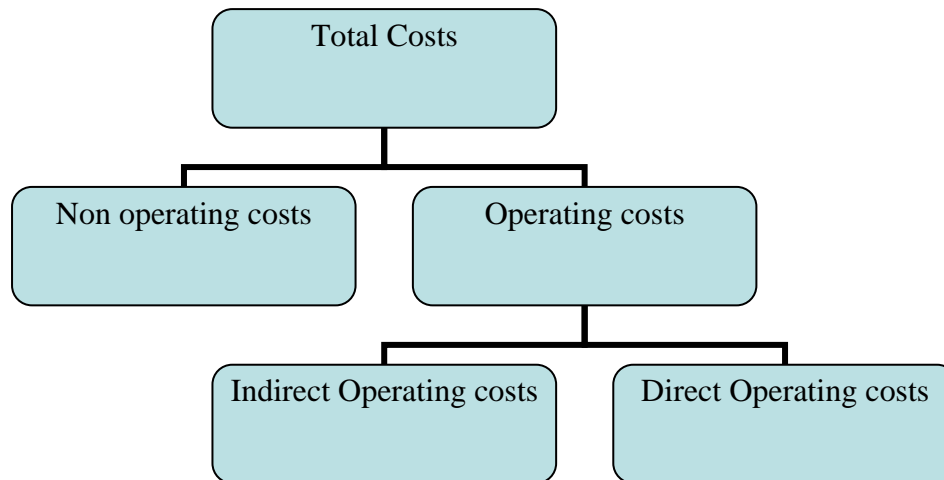 Total Costs
Non operating costs
Operating costs
Indirect Operating costs
Direct Operating costs